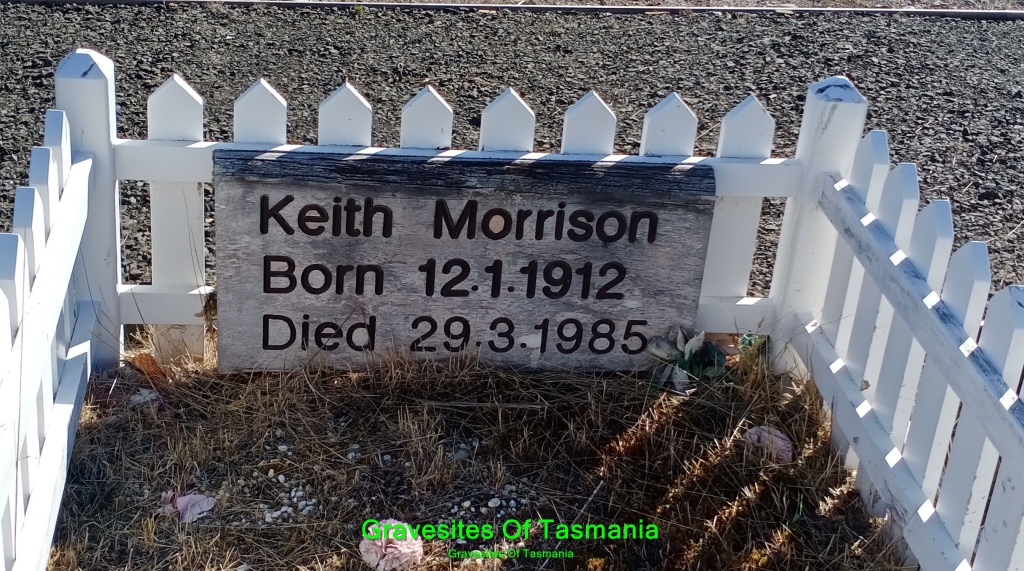 Keith Morrison
Born 12.1.1912
Died 29.3.1985
Gravesites Of Tasmania
Gravesites Of Tasmania